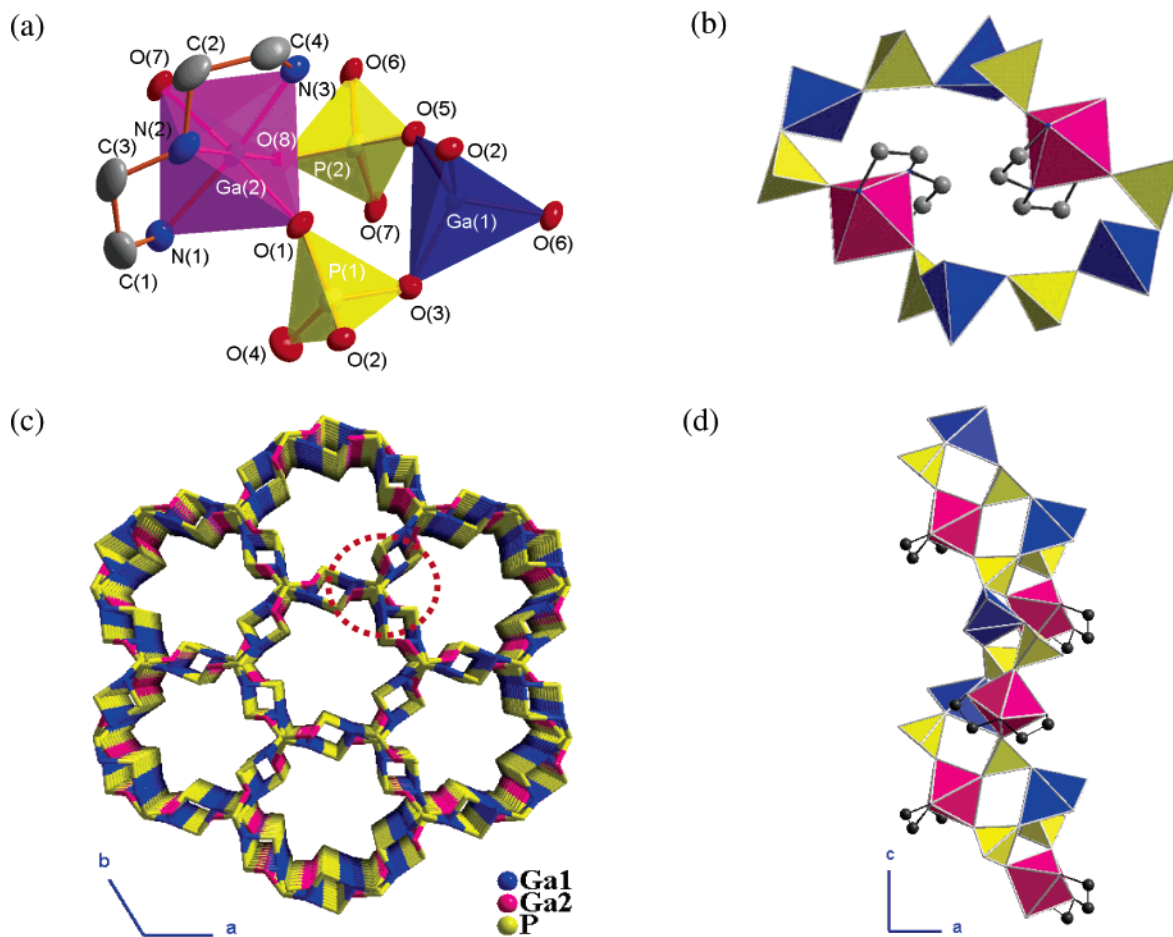 (a)
C(2)
C(4)
O(7)
O(6)
N(3)
O(5)
N(2)
O(8)
O(2)
C(3)
P(2)
Ga(2)
Ga(1)
O(7)
O(6)
N(1)
O(1)
C(1)
P(1)
O(3)
O(4)
O(2)
(b)
(c)
b
a
Ga1
Ga2
P
(d)
c
a